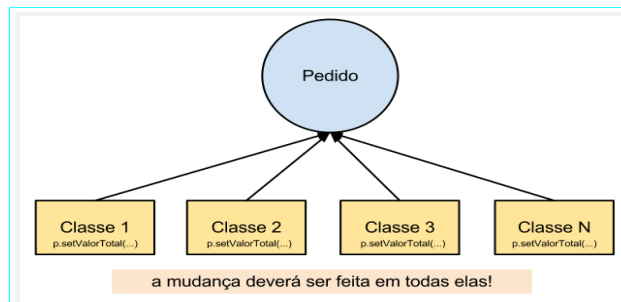 Pedido
Classe 1
p.setValorTotal(...)
Classe 2
p.setValorTotal(...)
Classe 3
p.setValorTotal(...)
Classe N
p.setValorTotal(...)
a mudança deverá ser feita em todas elas!